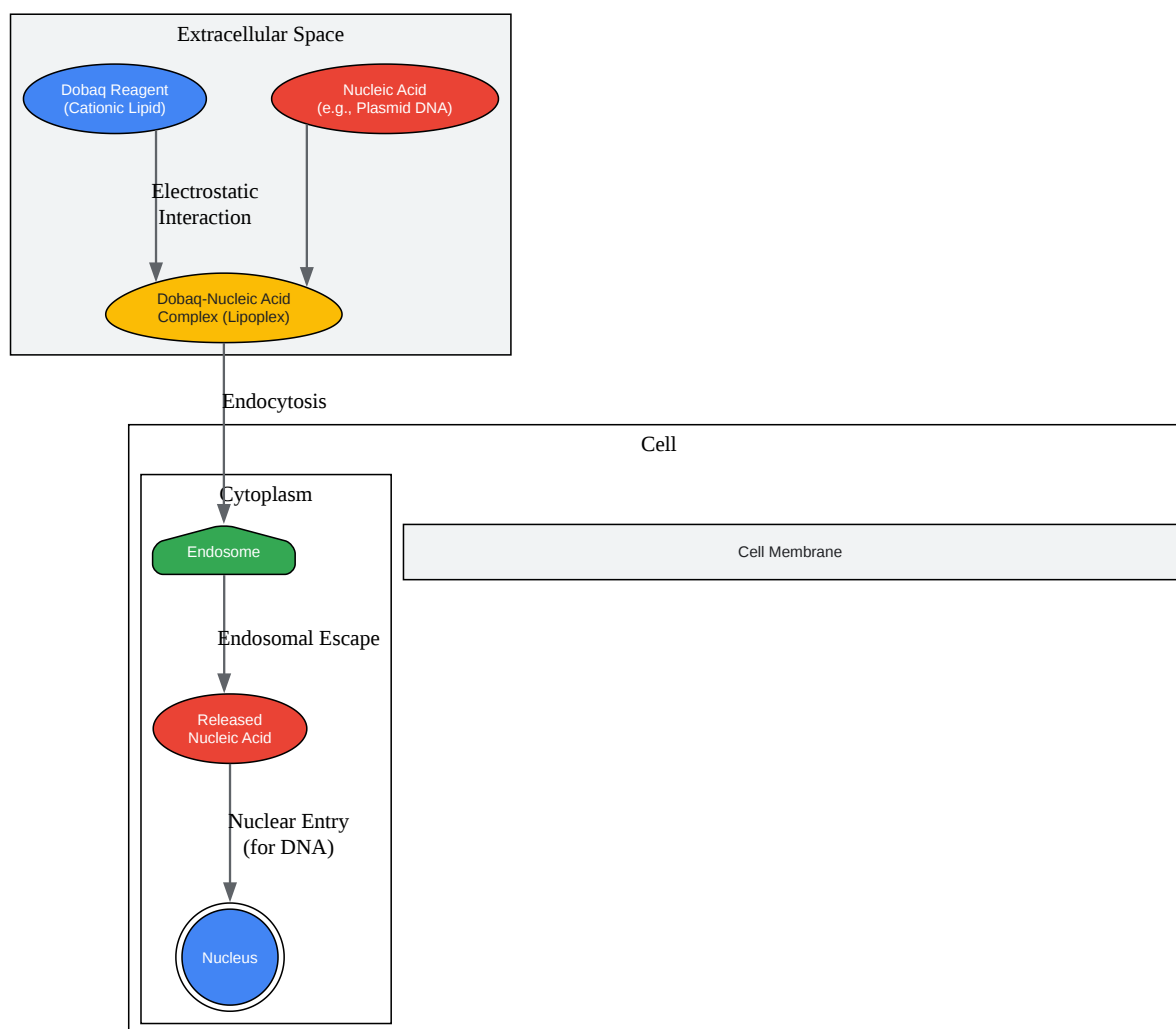 Extracellular Space
Dobaq Reagent
(Cationic Lipid)
Nucleic Acid
(e.g., Plasmid DNA)
Electrostatic
Interaction
Dobaq-Nucleic Acid
Complex (Lipoplex)
Endocytosis
Cell
Cytoplasm
Endosome
Cell Membrane
Endosomal Escape
Released
Nucleic Acid
Nuclear Entry
(for DNA)
Nucleus